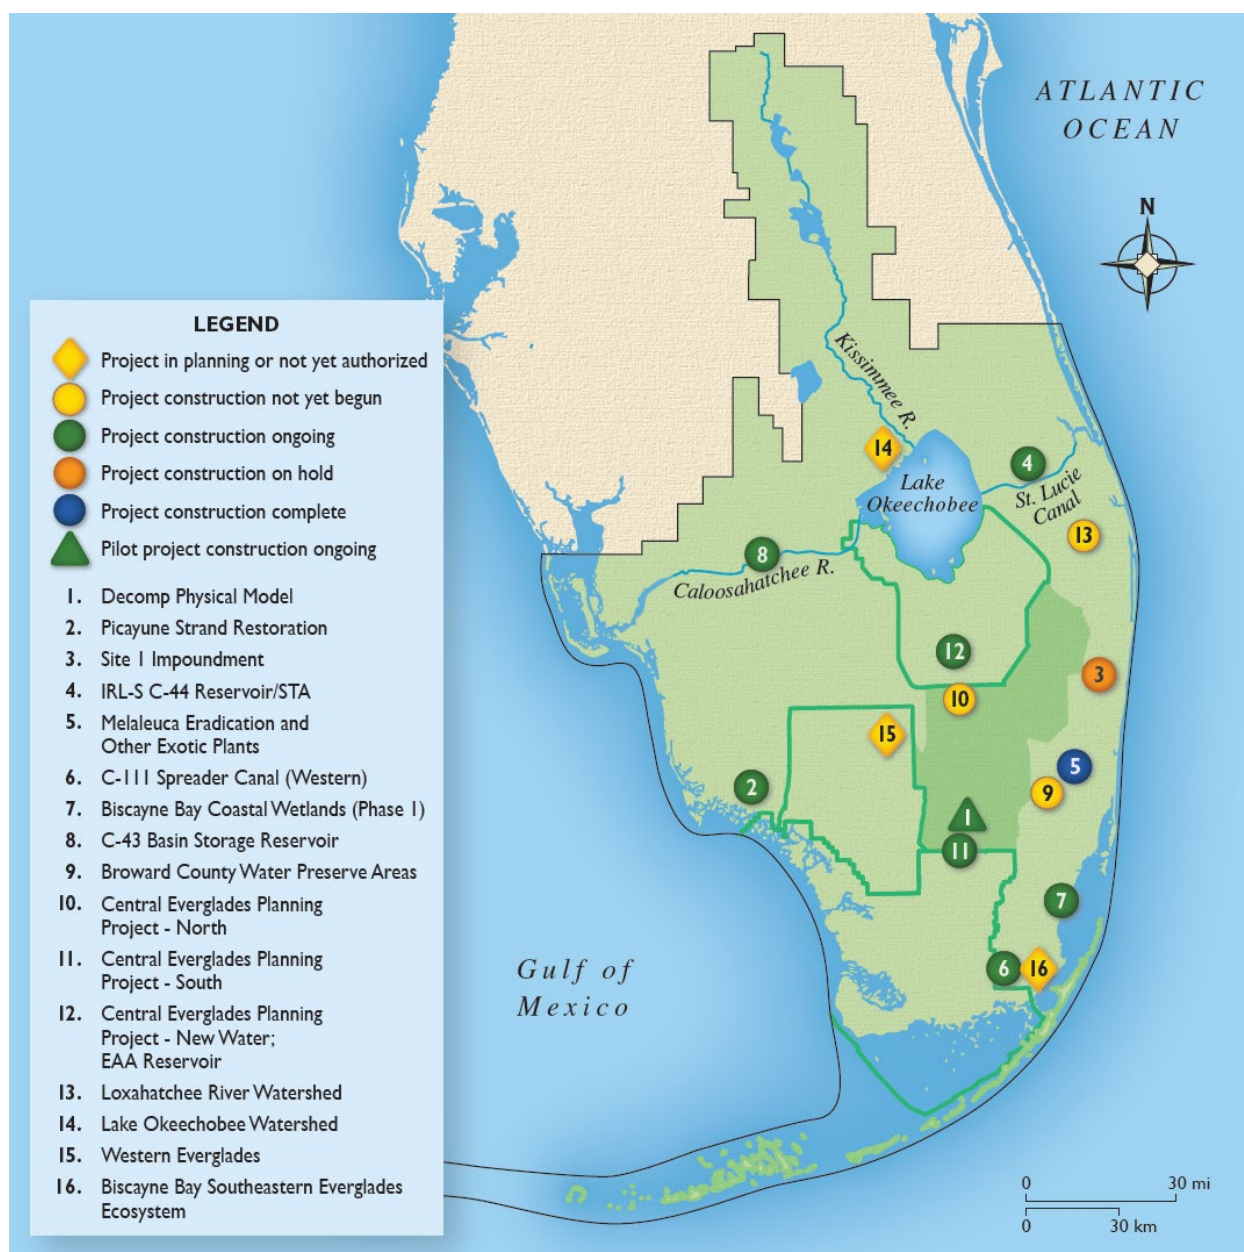 ATLANTIC
OCEAN
N
LEGEND
Project in planning or not yet authorized
Project construction not yet begun
Project construction ongoing
Project construction on hold
Project construction complete
Pilot project construction ongoing
1. Decomp Physical Model
2. Picayune Strand Restoration
3. Site 1 Impoundment
4. IRL-S C-44 Reservoir/STA
5. Melaleuca Eradication and
Other Exotic Plants
6. C-111 Spreader Canal (Western)
7. Biscayne Bay Coastal Wetlands (Phase 1)
8. C-43 Basin Storage Reservoir
9. Broward County Water Preserve Areas
10. Central Everglades Planning
Project - North
11. Central Everglades Planning
Project - South
12. Central Everglades Planning
Project - New Water;
EAA Reservoir
13. Loxahatchee River Watershed
14. Lake Okeechobee Watershed
15. Western Everglades
16. Biscayne Bay Southeastern Everglades
Ecosystem
Kissimmee R.
14
Lake
Okeechobee
4
St. Lucie
Canal
13
8
Caloosahatchee R.
12
3
10
15
5
2
9
1
11
7
6
16
Gulf of
Mexico
0 30 mi
0 30 km